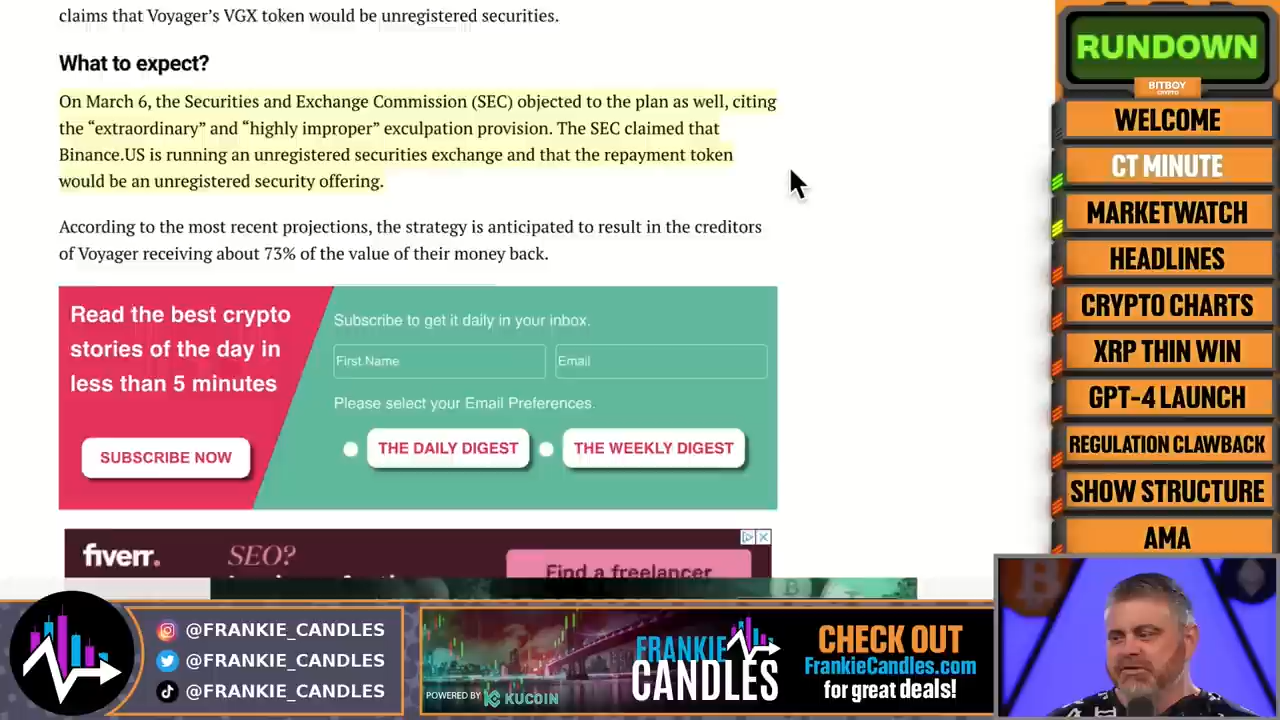 claims that Voyager's VGX token would be unregistered securities.
What to expect?
On March 6, the Securities and Exchange Commission (SEC) objected to the plan as well, citing
the “extraordinary” and “highly improper” exculpation provision. The SEC claimed that
Binance.US is running an unregistered securities exchange and that the repayment token
would be an unregistered security offering.
According to the most recent projections, the strategy is anticipated to result in the creditors
of Voyager receiving about 73% of the value of their money back.
Read the best crypto
stories of the day in
less than 5 minutes
SUBSCRIBE NOW
Subscribe to get it daily in your inbox.
First Name
Email
Please select your Email Preferences.
THE DAILY DIGEST
THE WEEKLY DIGEST
fiverr.
SEO?
Find a freelancer
RUNDOWN
BITBOY
CRYPTO
WELCOME
CT MINUTE
MARKETWATCH
HEADLINES
CRYPTO CHARTS
XRP THIN WIN
GPT-4 LAUNCH
REGULATION CLAWBACK
SHOW STRUCTURE
AMA
@FRANKIE_CANDLES
@FRANKIE_CANDLES
@FRANKIE_CANDLES
FRANKIE
CANDLES
POWERED BY KUCOIN
CHECK OUT
FrankieCandles.com
for great deals!